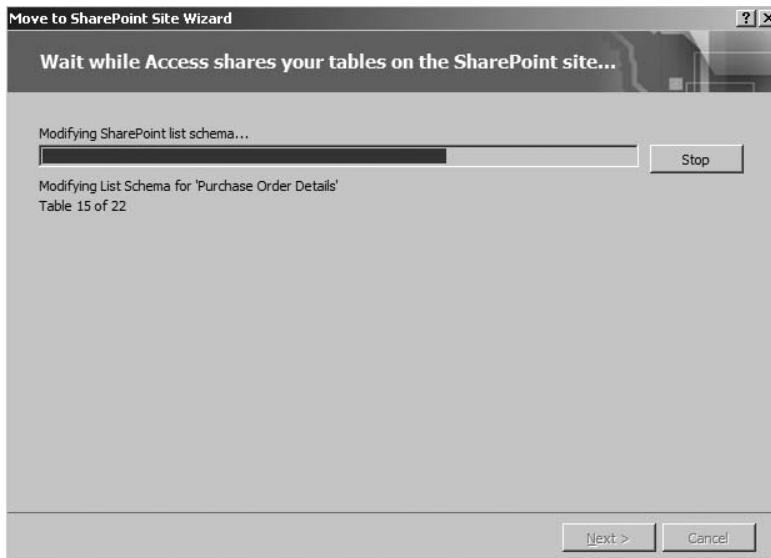 Move to SharePoint Site Wizard
Wait while Access shares your tables on the SharePoint site...
Modifying SharePoint list schema...
Stop
Modifying List Schema for 'Purchase Order Details'
Table 15 of 22
Next > Cancel